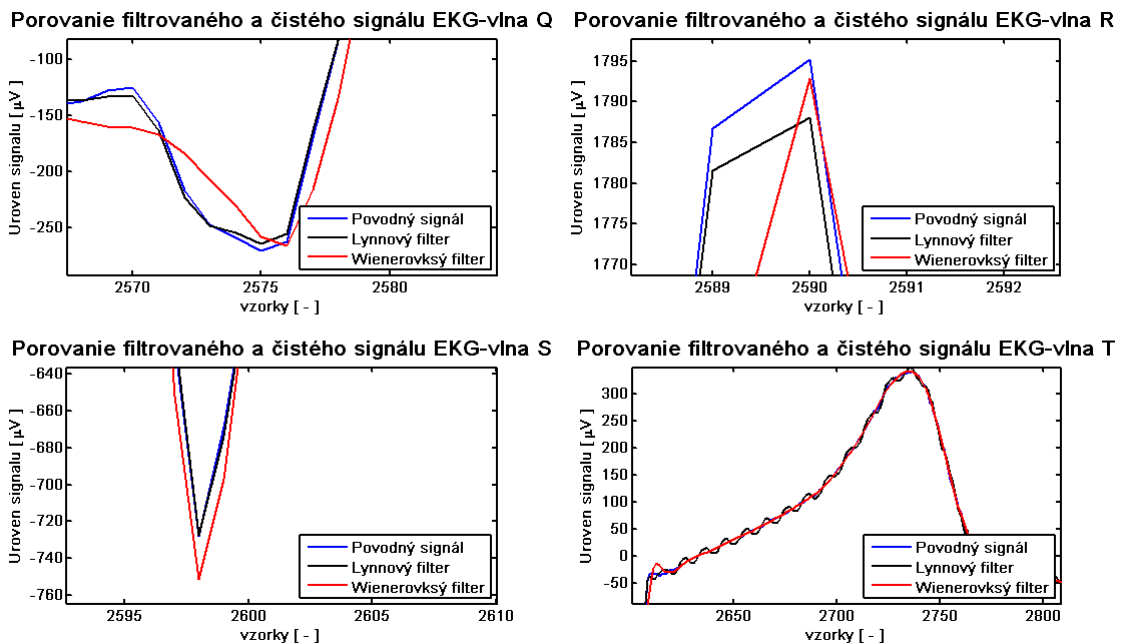 Porovanie filtrovaného a čistého signálu EKG-vlna Q
-100
-150
-200
-250
Uroven signalu [ µV ]
2570
2575
2580
vzorky [ - ]
Povodný signál
Lynnový filter
Wienerovksý filter
Porovanie filtrovaného a čistého signálu EKG-vlna R
1795
1790
1785
1780
1775
1770
Uroven signalu [ µV ]
2589
2590
2591
2592
vzorky [ - ]
Povodný signál
Lynnový filter
Wienerovksý filter
Porovanie filtrovaného a čistého signálu EKG-vlna S
-640
-660
-680
-700
-720
-740
-760
Uroven signalu [ µV ]
2595
2600
2605
2610
vzorky [ - ]
Povodný signál
Lynnový filter
Wienerovksý filter
Porovanie filtrovaného a čistého signálu EKG-vlna T
300
250
200
150
100
50
0
-50
Uroven signalu [ µV ]
2650
2700
2750
2800
vzorky [ - ]
Povodný signál
Lynnový filter
Wienerovksý filter